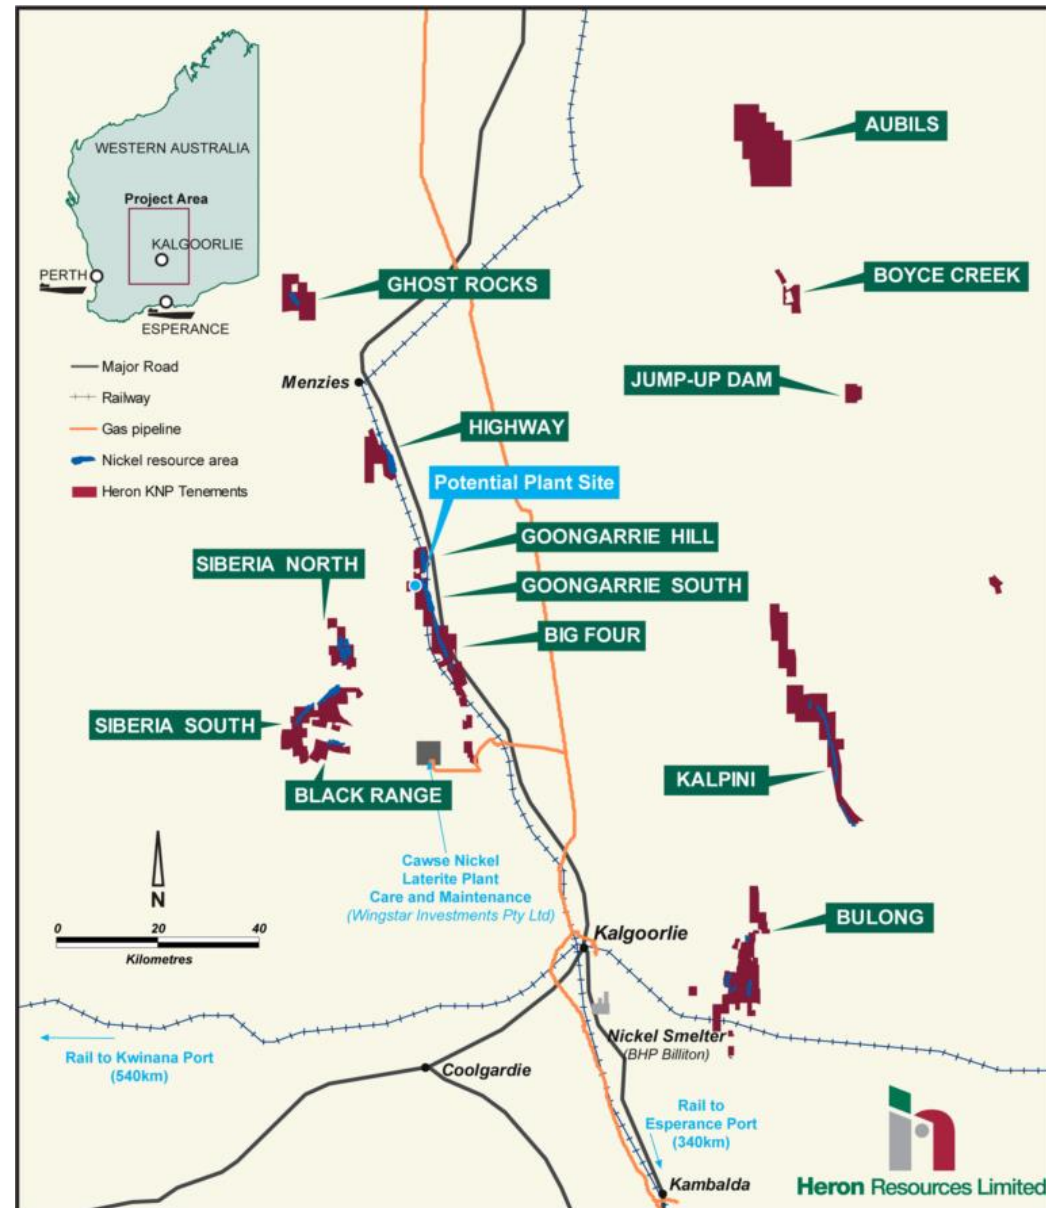 WESTERN AUSTRALIA
Project Area
KALGOORLIE
PERTH
ESPERANCE
Major Road
Railway
Gas pipeline
Nickel resource area
Heron KNP Tenements
AUBILS
GHOST ROCKS
BOYCE CREEK
Menzies
JUMP-UP DAM
HIGHWAY
Potential Plant Site
GOONGARRIE HILL
SIBERIA NORTH
GOONGARRIE SOUTH
BIG FOUR
SIBERIA SOUTH
KALPINI
BLACK RANGE
Cawse Nickel
Laterite Plant
Care and Maintenance
(Wingstar Investments Pty Ltd)
N
0 20 40
Kilometres
BULONG
Kalgoorlie
Nickel Smelter
(BHP Billiton)
Rail to Kwinana Port
(540km)
Coolgardie
Rail to
Esperance Port
(340km)
Kambalda
Heron Resources Limited